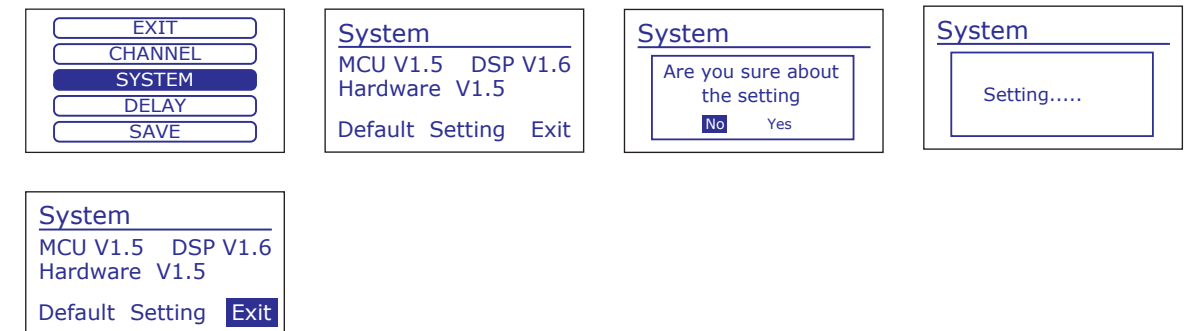 EXIT
CHANNEL
SYSTEM
DELAY
SAVE
System
MCU V1.5 DSP V1.6
Hardware V1.5
Default Setting Exit
System
Are you sure about
the setting
No Yes
System
Setting.....
System
MCU V1.5 DSP V1.6
Hardware V1.5
Default Setting Exit